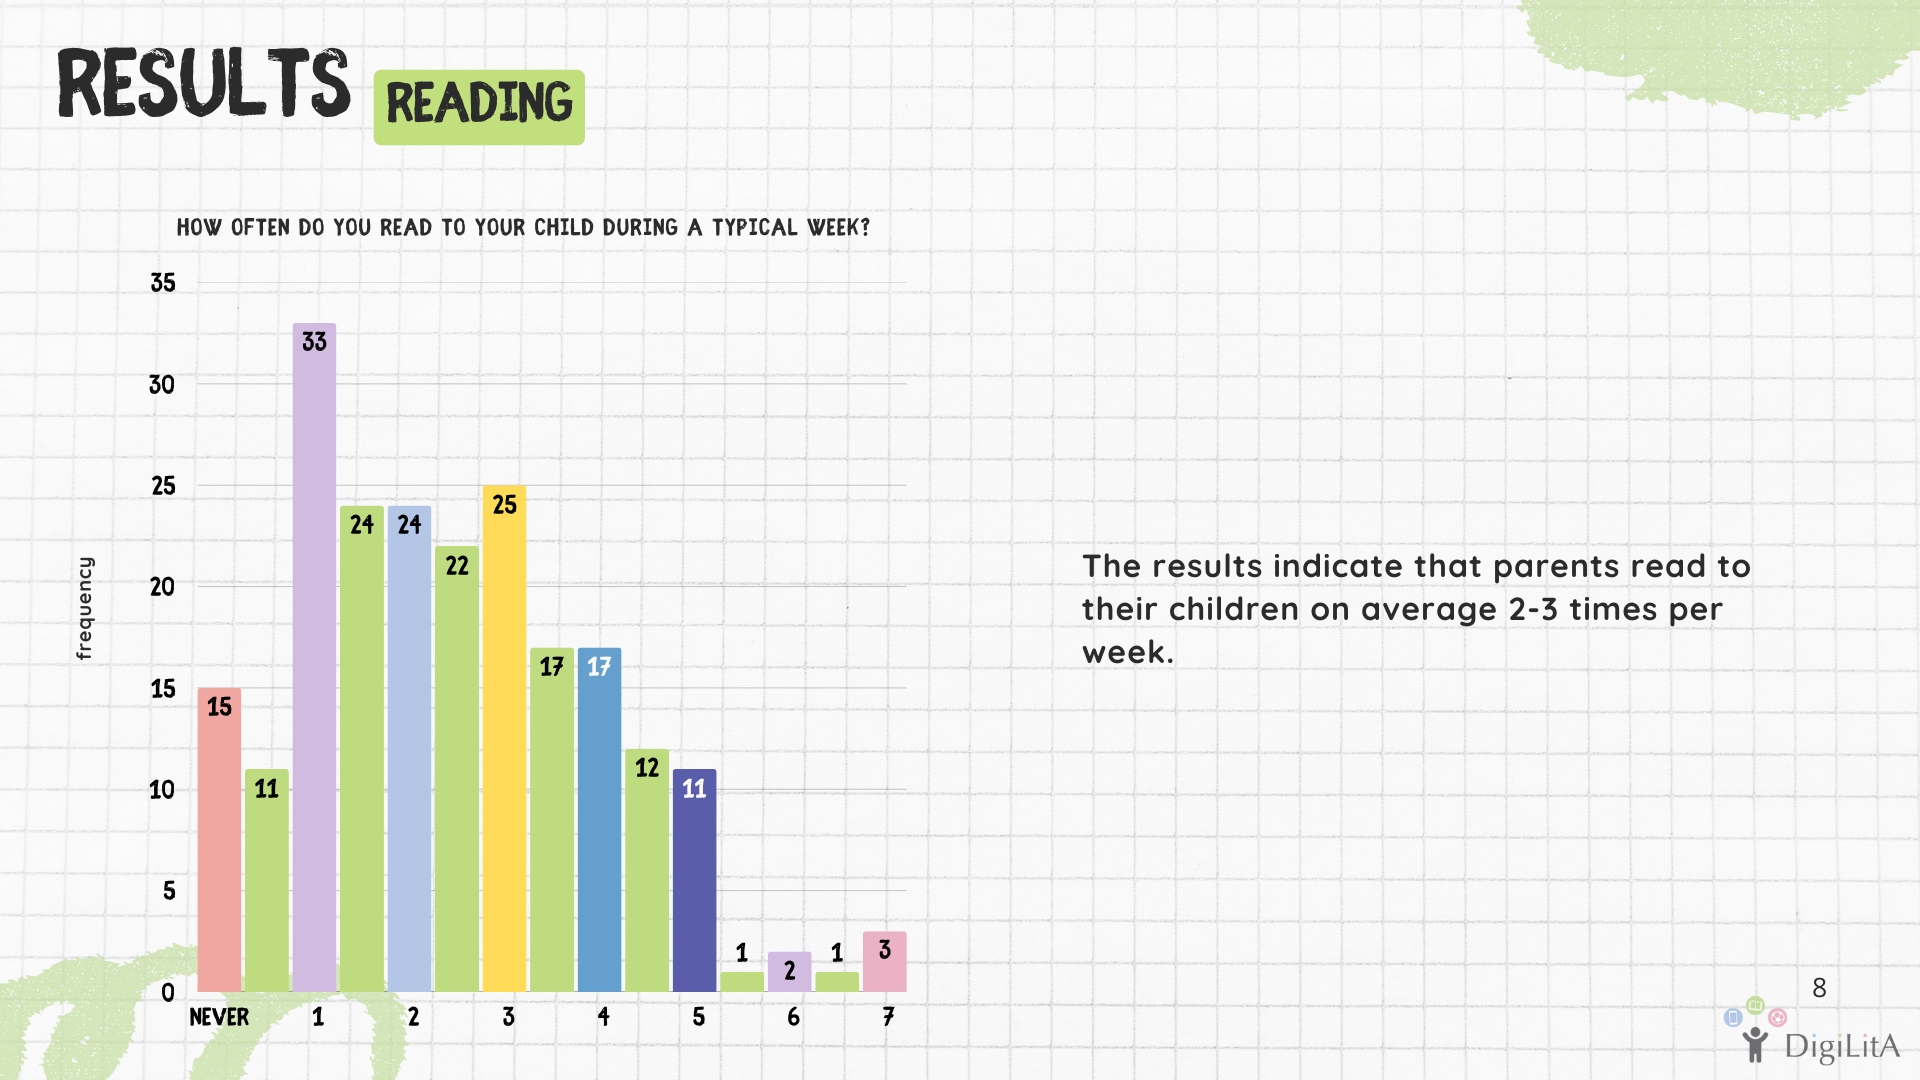 RESULTS
READING
HOW OFTEN DO YOU READ TO YOUR CHILD DURING A TYPICAL WEEK?
35
30
25
20
15
10
5
0
frequency
15
11
33
24
24
22
25
17
17
12
11
1
2
1
3
NEVER 1 2 3 4 5 6 7
The results indicate that parents read to
their children on average 2-3 times per
week.
8
DigiLitA